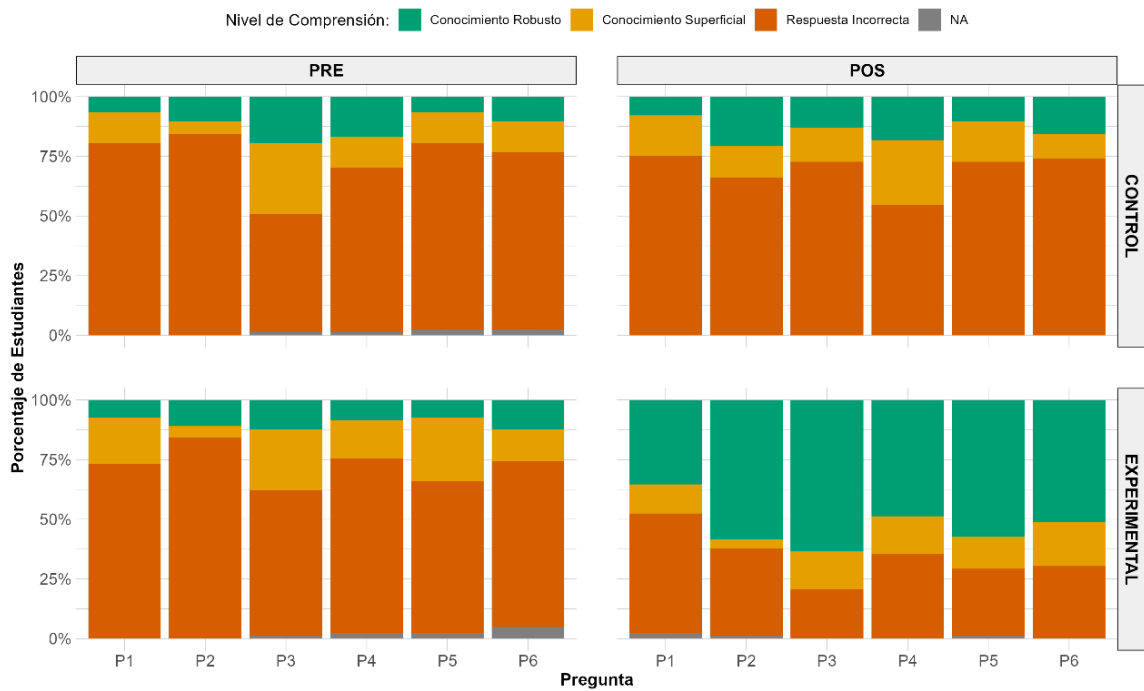 Nivel de Comprensión: Conocimiento Robusto Conocimiento Superficial Respuesta Incorrecta NA
PRE POS
Porcentaje de Estudiantes
100%
75%
50%
25%
0%
CONTROL
100%
75%
50%
25%
0%
EXPERIMENTAL
P1 P2 P3 P4 P5 P6 P1 P2 P3 P4 P5 P6
Pregunta